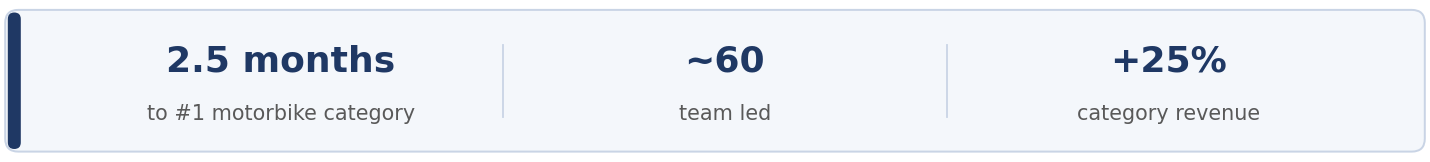 2.5 months
to #1 motorbike category
~60
team led
+25%
category revenue